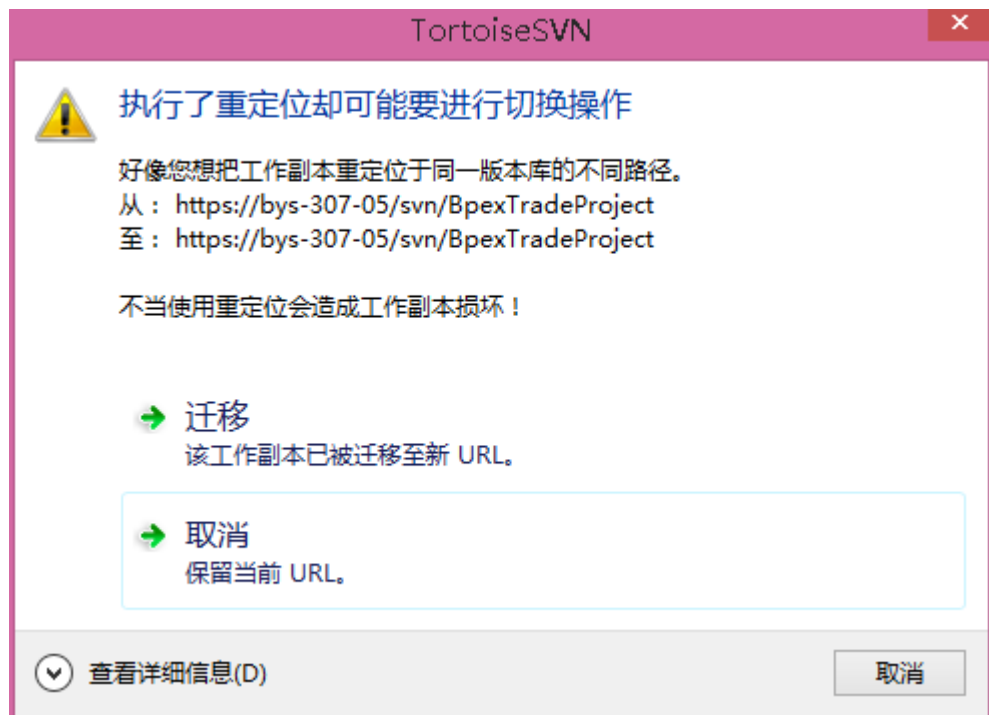 TortoiseSVN
执行了重定位却可能要进行切换操作
好像您想把工作副本重定位于同一版本库的不同路径。
从： https://bys-307-05/svn/BpexTradeProject
至： https://bys-307-05/svn/BpexTradeProject
不当使用重定位会造成工作副本损坏！
迁移
该工作副本已被迁移至新 URL。
取消
保留当前 URL。
查看详细信息(D)
取消